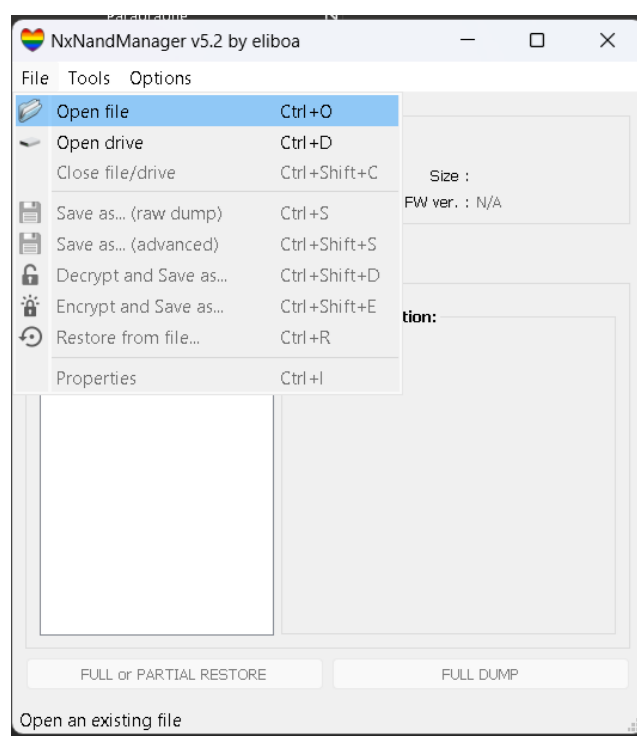 NxNandManager v5.2 by eliboa
File Tools Options
Open file Ctrl+O
Open drive Ctrl+D
Close file/drive Ctrl+Shift+C
Size :
Save as... (raw dump) Ctrl+S
FW ver. : N/A
Save as... (advanced) Ctrl+Shift+S
Decrypt and Save as... Ctrl+Shift+D
Encrypt and Save as... Ctrl+Shift+E
tion:
Restore from file... Ctrl+R
Properties Ctrl+I
FULL or PARTIAL RESTORE FULL DUMP
Open an existing file